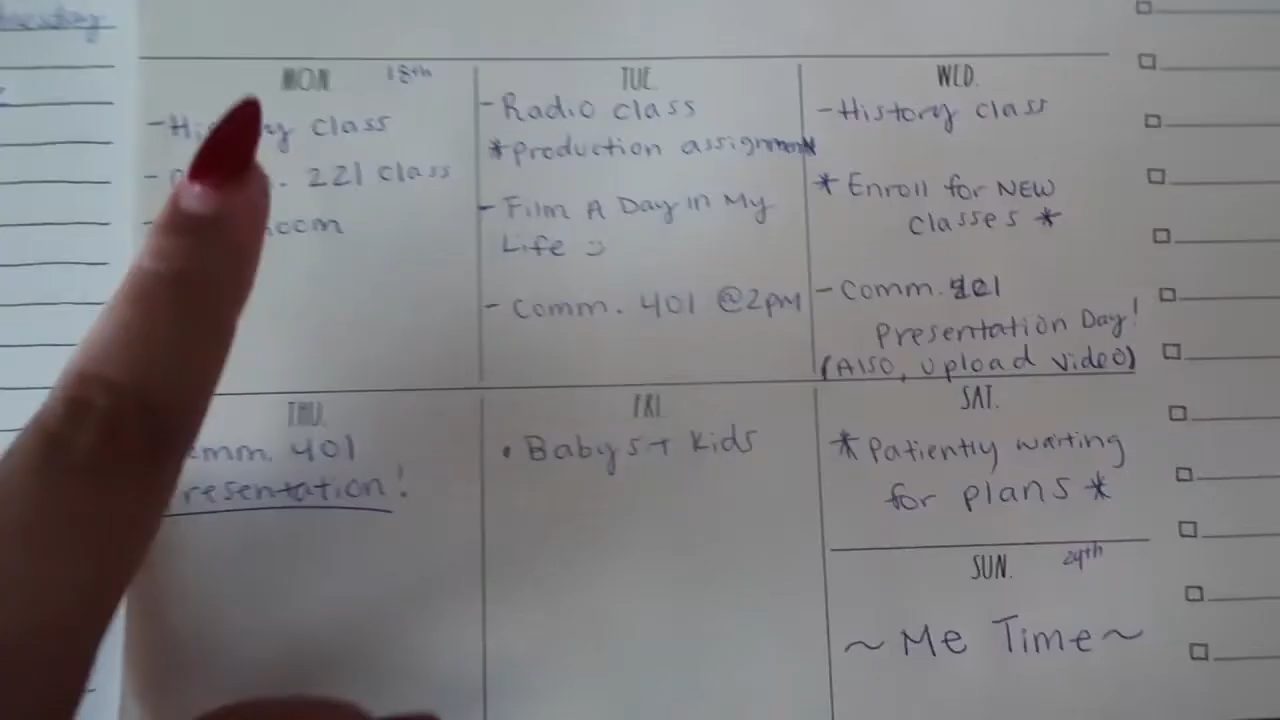 MON 18th
class
221 class
TUE
- Radio class
*production assignment*
- Film A Day in My
Life :)
- Comm. 401 @2pm
WED.
- History class
* Enroll for NEW
classes *
- Comm.
Presentation Day!
(Also, upload video)
THU.
401
resentation!
FRI
• Babysit Kids
SAT.
*Patiently waiting
for plans *
SUN. 24th
~ Me Time ~